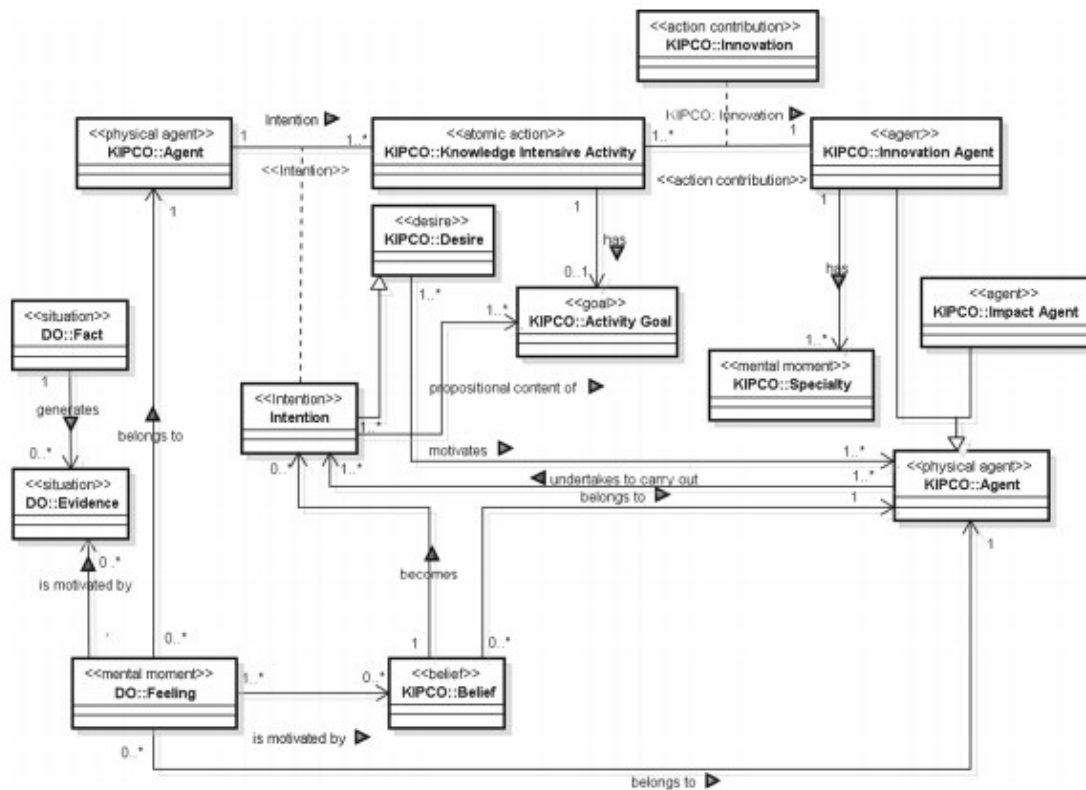 <<action contribution>>
KIPCO::Innovation
<<physical agent>>
KIPCO::Agent
1
Intention
1..*
<<Intention>>
<<atomic action>>
KIPCO::Knowledge Intensive Activity
1..*
KIPCO: Innovation
1
<<action contribution>>
<<agent>>
KIPCO::Innovation Agent
1
1
1
<<desire>>
KIPCO::Desire
has
has
1..*
0..1
<<agent>>
KIPCO::Impact Agent
<<situation>>
DO::Fact
1..*
<<goal>>
KIPCO::Activity Goal
1..*
<<mental moment>>
KIPCO::Specialty
1
generates
<<Intention>>
Intention
propositional content of
1..*
belongs to
0..*
motivates
1..*
0..*
1..*
undertakes to carry out
1..*
<<physical agent>>
KIPCO::Agent
<<situation>>
DO::Evidence
belongs to
1
1
0..*
is motivated by
becomes
0..*
1
0..*
<<mental moment>>
DO::Feeling
1..*
0..*
<<belief>>
KIPCO::Belief
is motivated by
0..*
belongs to